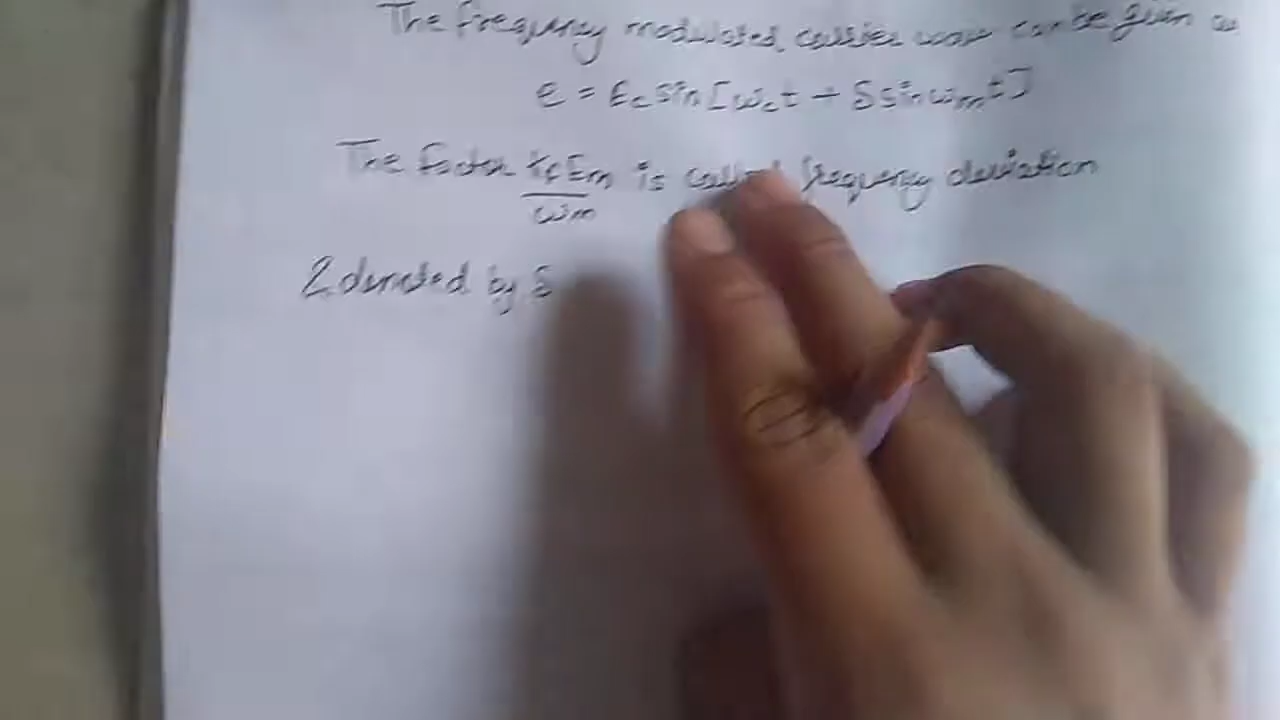 The frequency modulated carrier wave can be given as
e = Ec sin [ωct + δ sin ωmt]
The factor KfEm/ωm is called frequency deviation
& denoted by δ